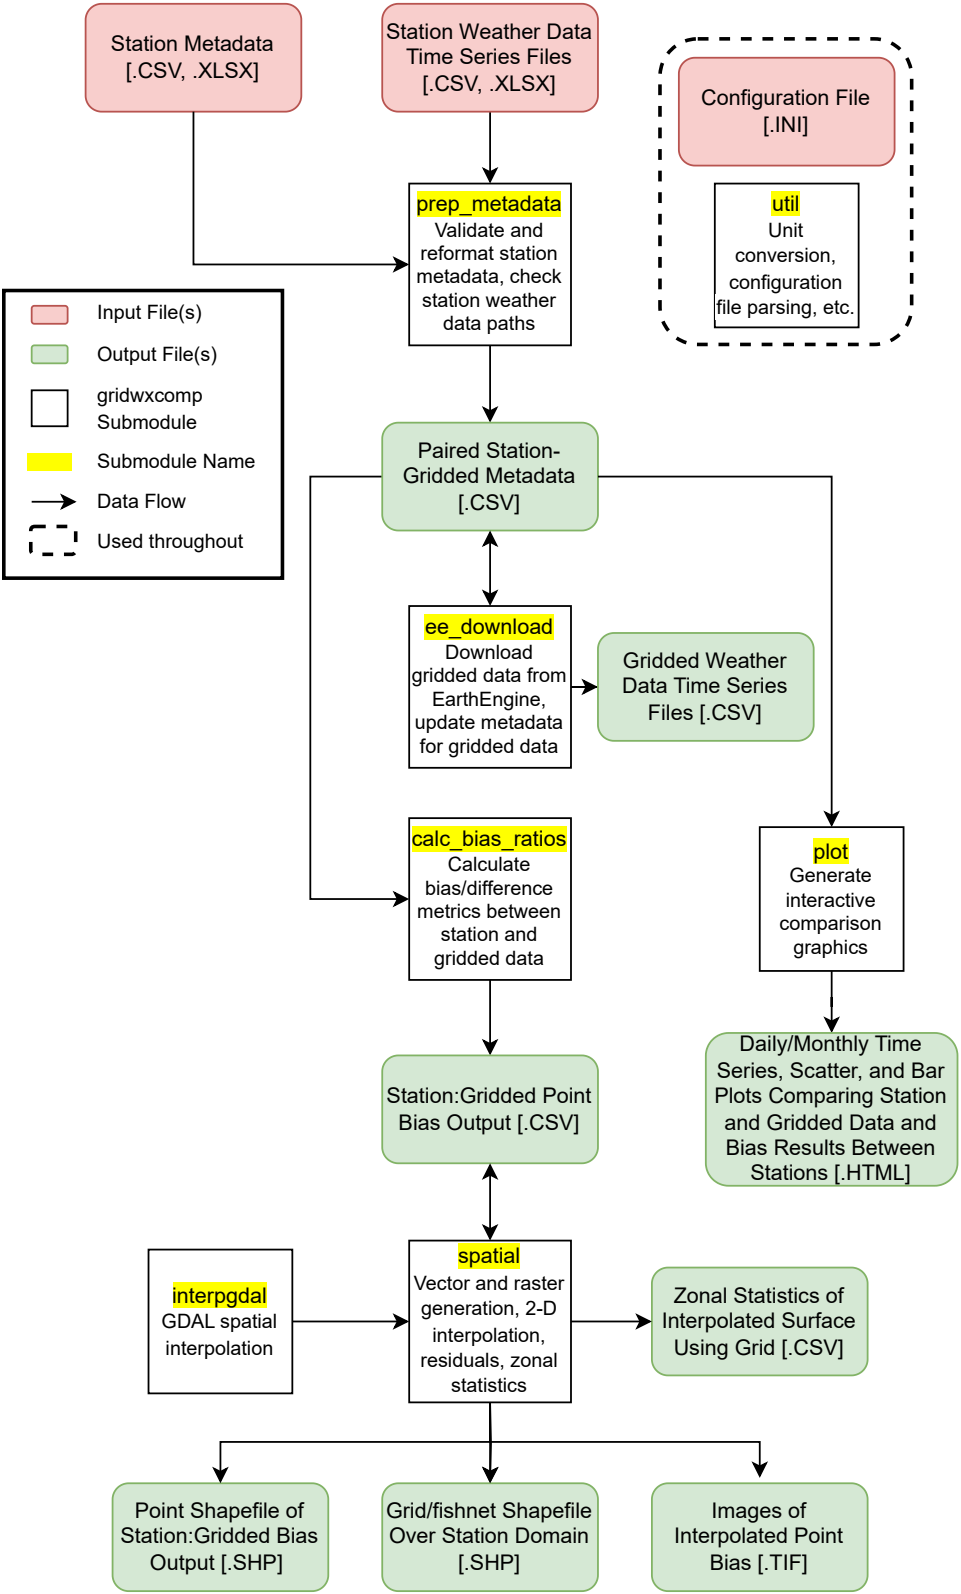 Station Metadata
[.CSV, .XLSX]
Station Weather Data
Time Series Files
[.CSV, .XLSX]
Configuration File
[.INI]
prep_metadata
Validate and
reformat station
metadata, check
station weather
data paths
util
Unit
conversion,
configuration
file parsing, etc.
Input File(s)
Output File(s)
gridwxcomp
Submodule
Submodule Name
Data Flow
Used throughout
Paired Station-
Gridded Metadata
[.CSV]
ee_download
Download
gridded data from
EarthEngine,
update metadata
for gridded data
Gridded Weather
Data Time Series
Files [.CSV]
calc_bias_ratios
Calculate
bias/difference
metrics between
station and
gridded data
plot
Generate
interactive
comparison
graphics
Station:Gridded Point
Bias Output [.CSV]
Daily/Monthly Time
Series, Scatter, and Bar
Plots Comparing Station
and Gridded Data and
Bias Results Between
Stations [.HTML]
interpgdal
GDAL spatial
interpolation
spatial
Vector and raster
generation, 2-D
interpolation,
residuals, zonal
statistics
Zonal Statistics of
Interpolated Surface
Using Grid [.CSV]
Point Shapefile of
Station:Gridded Bias
Output [.SHP]
Grid/fishnet Shapefile
Over Station Domain
[.SHP]
Images of
Interpolated Point
Bias [.TIF]